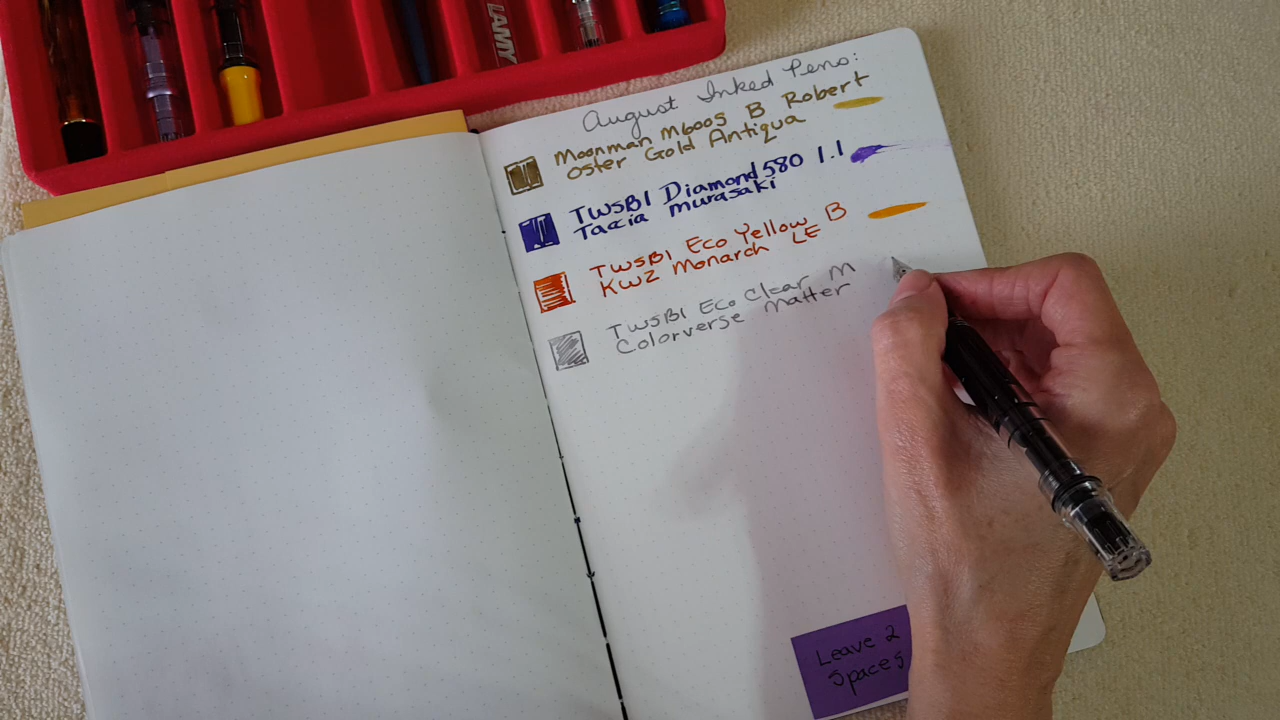 LAMY
August Inked Pens:
Moonman M600S B Robert
Oster Gold Antiqua
TWSBI Diamond 580 1.1
Taccia Murasaki
TWSBI Eco Yellow B
KWZ Monarch LE
TWSBI Eco Clear M
Colorverse Matter
Leave 2
Spaces